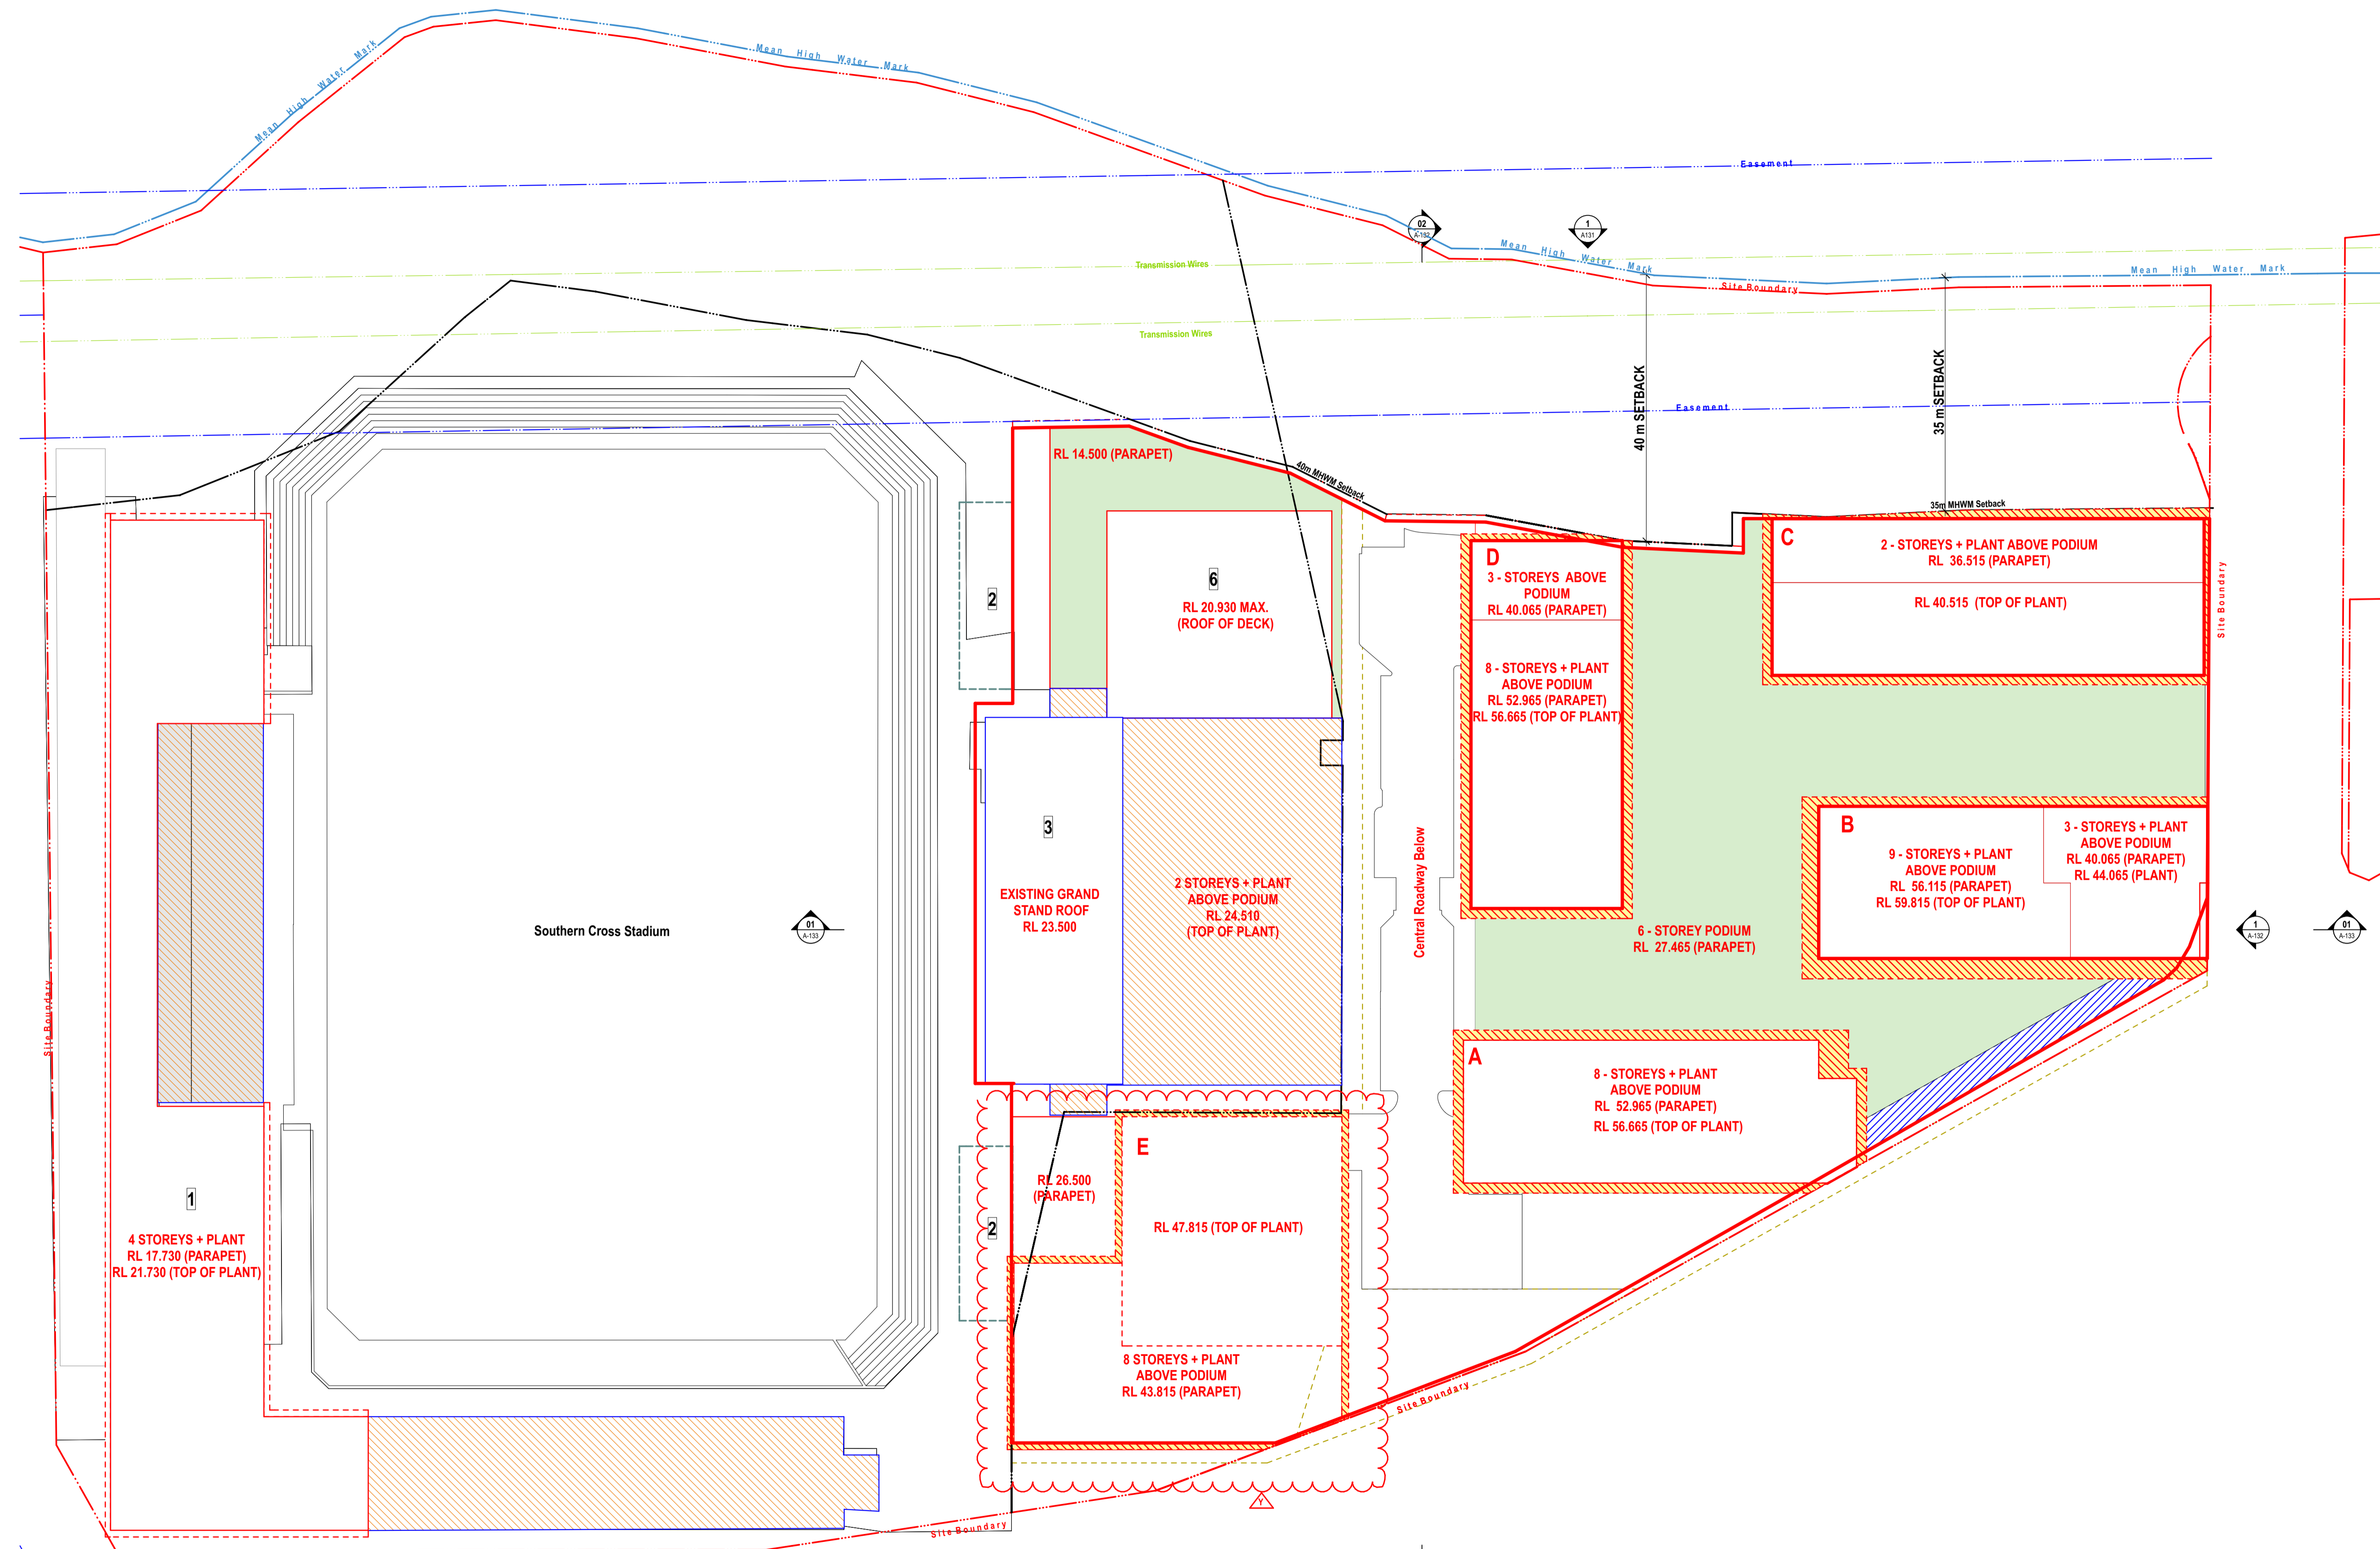 Mean High Water Mark
Mean High Water Mark
Easement
02
A-132
1
A131
Mean High Water Mark
Transmission Wires
Mean High Water Mark
Site Boundary
Transmission Wires
40 m SETBACK
35 m SETBACK
Easement
RL 14.500 (PARAPET)
40m MHWM Setback
35m MHWM Setback
2
6
RL 20.930 MAX.
(ROOF OF DECK)
D
3 - STOREYS ABOVE
PODIUM
RL 40.065 (PARAPET)
8 - STOREYS + PLANT
ABOVE PODIUM
RL 52.965 (PARAPET)
RL 56.665 (TOP OF PLANT)
C
2 - STOREYS + PLANT ABOVE PODIUM
RL 36.515 (PARAPET)
RL 40.515 (TOP OF PLANT)
Site Boundary
3
EXISTING GRAND
STAND ROOF
RL 23.500
2 STOREYS + PLANT
ABOVE PODIUM
RL 24.510
(TOP OF PLANT)
Central Roadway Below
B
9 - STOREYS + PLANT
ABOVE PODIUM
RL 56.115 (PARAPET)
RL 59.815 (TOP OF PLANT)
3 - STOREYS + PLANT
ABOVE PODIUM
RL 40.065 (PARAPET)
RL 44.065 (PLANT)
6 - STOREY PODIUM
RL 27.465 (PARAPET)
Southern Cross Stadium
01
A-133
1
A-132
01
A-133
Site Boundary
A
8 - STOREYS + PLANT
ABOVE PODIUM
RL 52.965 (PARAPET)
RL 56.665 (TOP OF PLANT)
E
RL 26.500
(PARAPET)
2
RL 47.815 (TOP OF PLANT)
1
4 STOREYS + PLANT
RL 17.730 (PARAPET)
RL 21.730 (TOP OF PLANT)
8 STOREYS + PLANT
ABOVE PODIUM
RL 43.815 (PARAPET)
Site Boundary
Y
Site Boundary